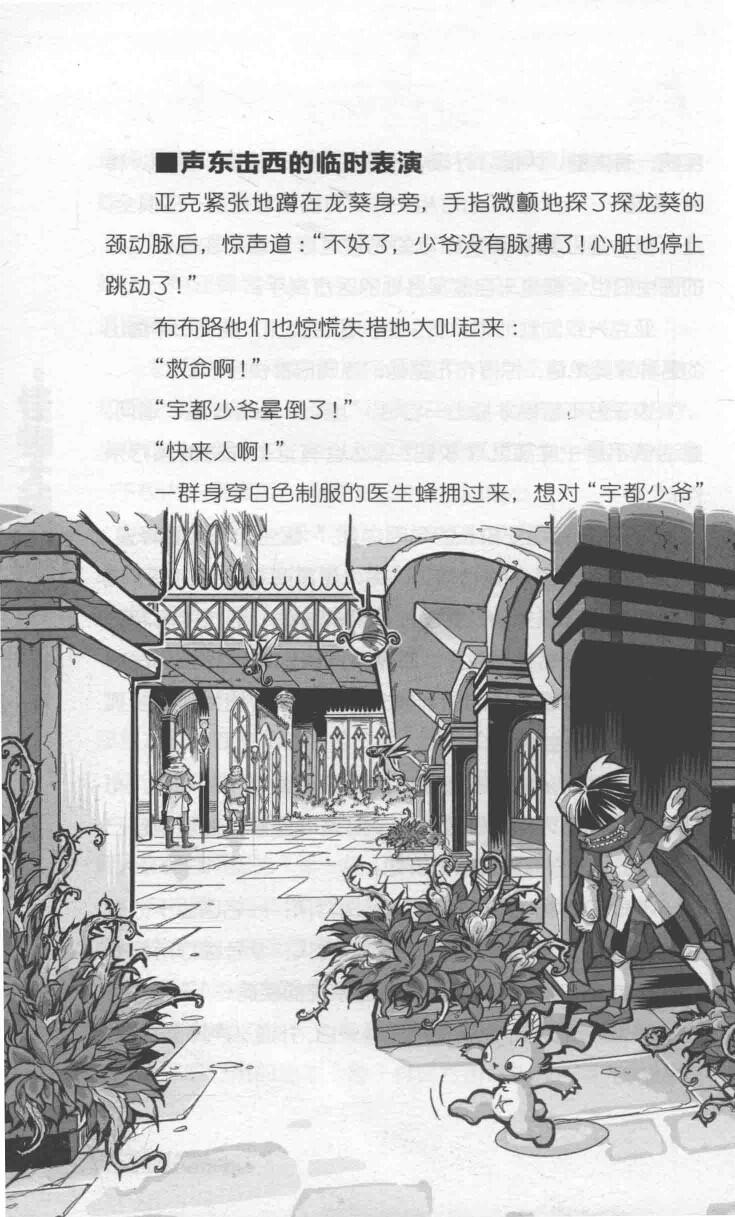 ■声东击西的临时表演
亚克紧张地蹲在龙葵身旁，手指微颤地探了探龙葵的
颈动脉后，惊声道：“不好了，少爷没有脉搏了！心脏也停止
跳动了！”
布布路他们也惊慌失措地大叫起来：
“救命啊！”
“宇都少爷晕倒了！”
“快来人啊！”
一群身穿白色制服的医生蜂拥过来，想对“宇都少爷”